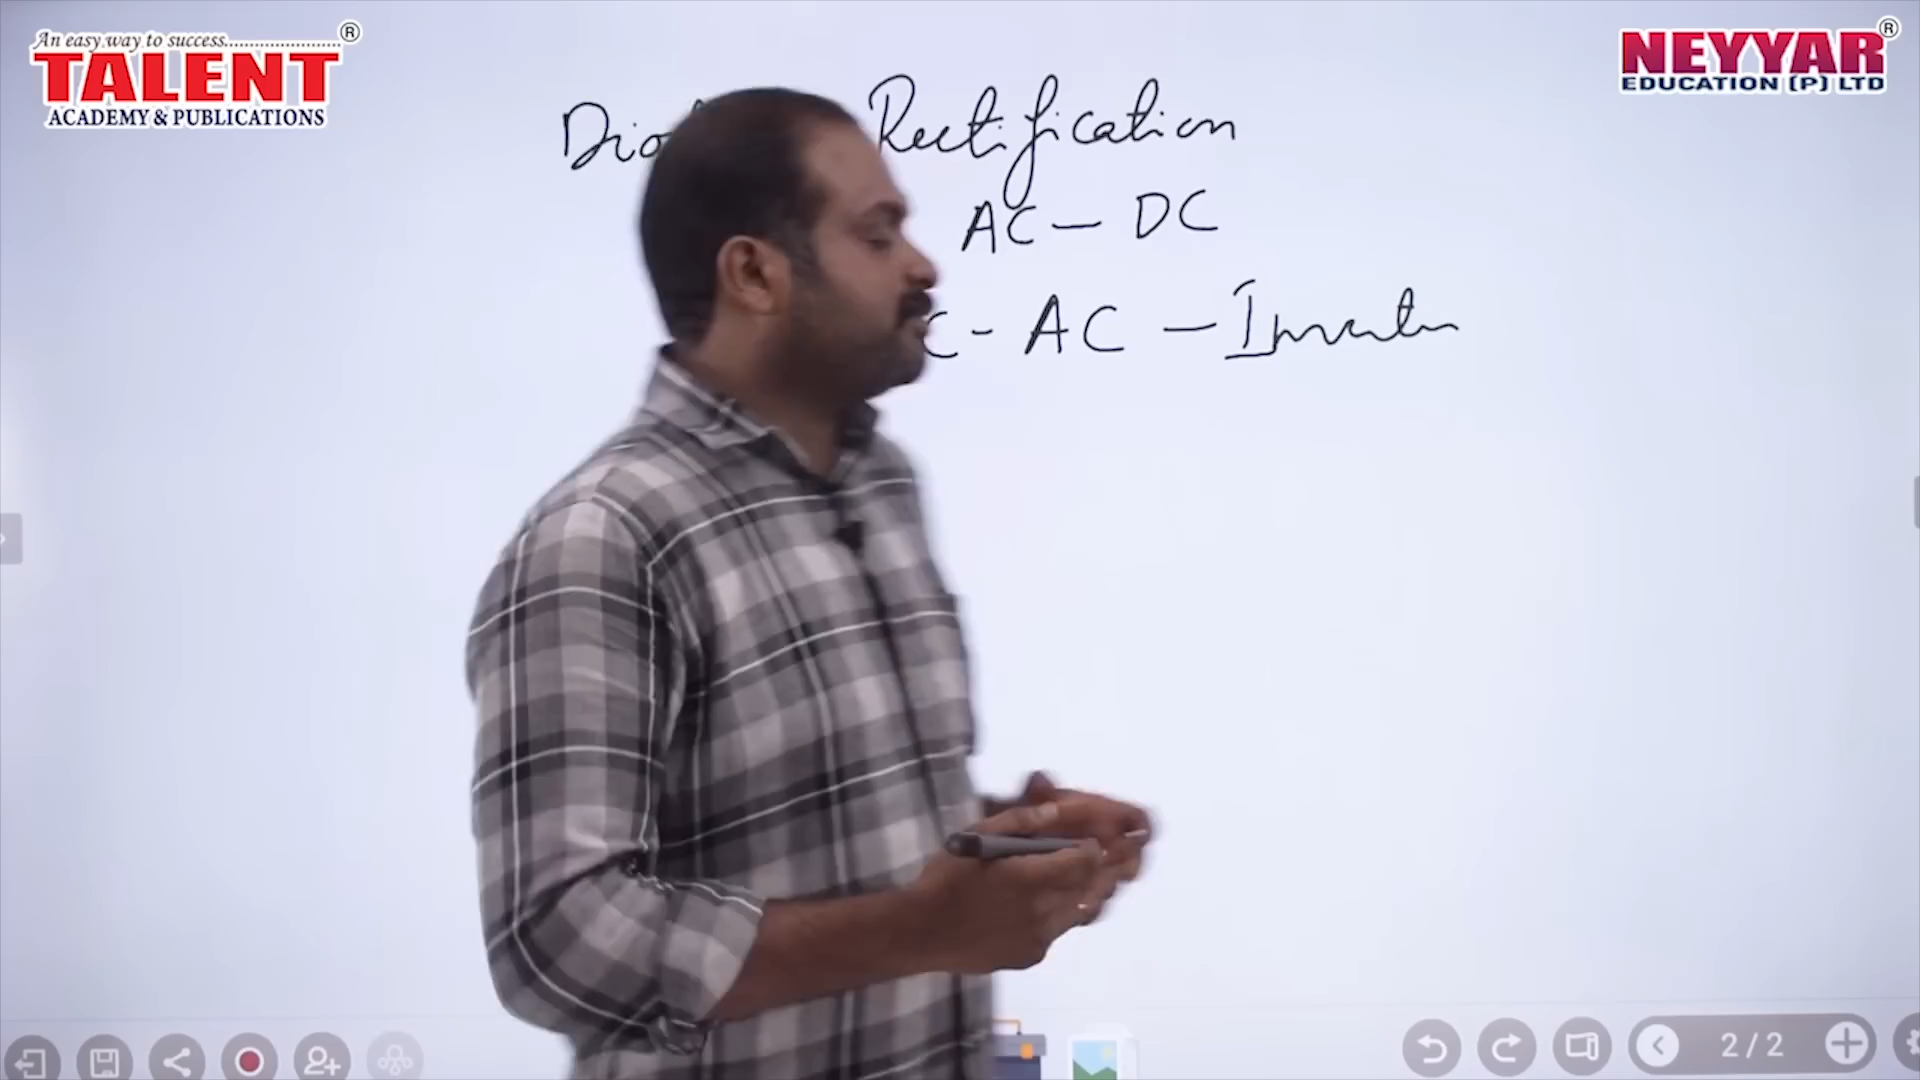 An easy way to success........................®
TALENT
ACADEMY & PUBLICATIONS
NEYYAR®
EDUCATION (P) LTD
Rectification
AC - DC
C - AC - Inverter
2/2